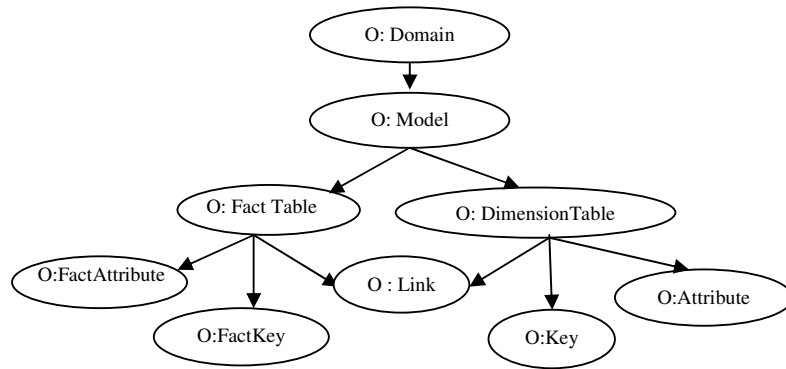 O: Domain
O: Model
O: Fact Table
O: DimensionTable
O:FactAttribute
O : Link
O:Attribute
O:FactKey
O:Key